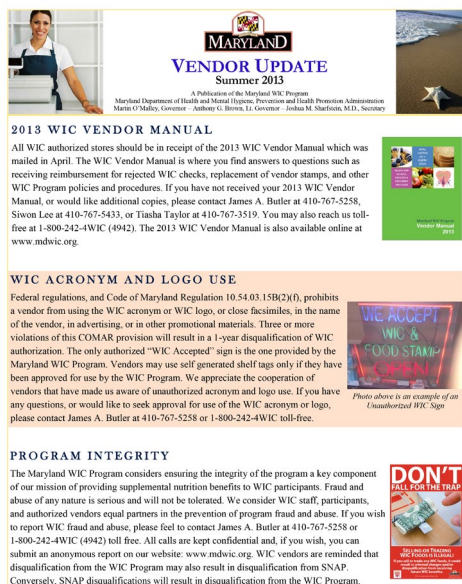 MARYLAND
VENDOR UPDATE
Summer 2013
A Publication of the Maryland WIC Program
Maryland Department of Health and Mental Hygiene, Prevention and Health Promotion Administration
Martin O'Malley, Governor – Anthony G. Brown, Lt. Governor – Joshua M. Sharfstein, M.D., Secretary
2013 WIC VENDOR MANUAL
All WIC authorized stores should be in receipt of the 2013 WIC Vendor Manual which was
mailed in April. The WIC Vendor Manual is where you find answers to questions such as
receiving reimbursement for rejected WIC checks, replacement of vendor stamps, and other
WIC Program policies and procedures. If you have not received your 2013 WIC Vendor
Manual, or would like additional copies, please contact James A. Butler at 410-767-5258,
Siwon Lee at 410-767-5433, or Tiasha Taylor at 410-767-3519. You may also reach us toll-
free at 1-800-242-4WIC (4942). The 2013 WIC Vendor Manual is also available online at
www.mdwic.org.
Maryland WIC Program
Vendor Manual
2013
WIC ACRONYM AND LOGO USE
Federal regulations, and Code of Maryland Regulation 10.54.03.15B(2)(f), prohibits
a vendor from using the WIC acronym or WIC logo, or close facsimiles, in the name
of the vendor, in advertising, or in other promotional materials. Three or more
violations of this COMAR provision will result in a 1-year disqualification of WIC
authorization. The only authorized "WIC Accepted" sign is the one provided by the
Maryland WIC Program. Vendors may use self generated shelf tags only if they have
been approved for use by the WIC Program. We appreciate the cooperation of
vendors that have made us aware of unauthorized acronym and logo use. If you have
any questions, or would like to seek approval for use of the WIC acronym or logo,
please contact James A. Butler at 410-767-5258 or 1-800-242-4WIC toll-free.
WE ACCEPT
WIC &
FOOD STAMP
OPEN
Photo above is an example of an
Unauthorized WIC Sign
PROGRAM INTEGRITY
The Maryland WIC Program considers ensuring the integrity of the program a key component
of our mission of providing supplemental nutrition benefits to WIC participants. Fraud and
abuse of any nature is serious and will not be tolerated. We consider WIC staff, participants,
and authorized vendors equal partners in the prevention of program fraud and abuse. If you wish
to report WIC fraud and abuse, please feel to contact James A. Butler at 410-767-5258 or
1-800-242-4WIC (4942) toll free. All calls are kept confidential and, if you wish, you can
submit an anonymous report on our website: www.mdwic.org. WIC vendors are reminded that
disqualification from the WIC Program may also result in disqualification from SNAP.
Conversely, SNAP disqualifications will result in disqualification from the WIC Program.
DON'T
FALL FOR THE TRAP
SELLING OR TRADING
WIC FOODS IS ILLEGAL!